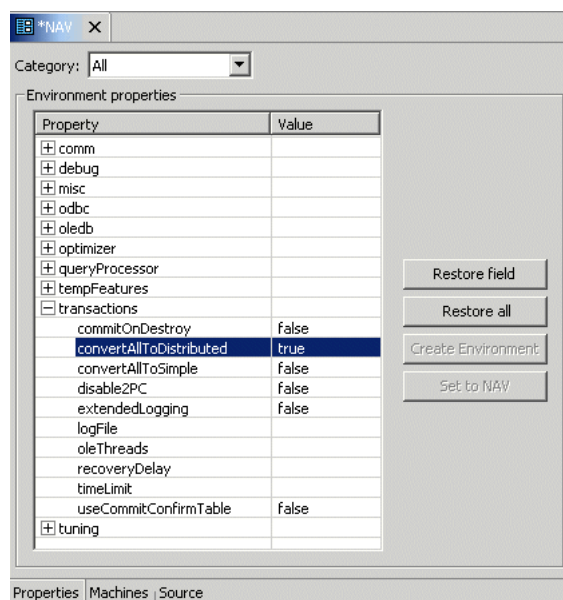 *NAV
Category: All
Environment properties
Property Value
comm
debug
misc
odbc
oledb
optimizer
queryProcessor
tempFeatures
transactions
commitOnDestroy false
convertAllToDistributed true
convertAllToSimple false
disable2PC false
extendedLogging false
logFile
oleThreads
recoveryDelay
timeLimit
useCommitConfirmTable false
tuning
Restore field
Restore all
Create Environment
Set to NAV
Properties Machines Source